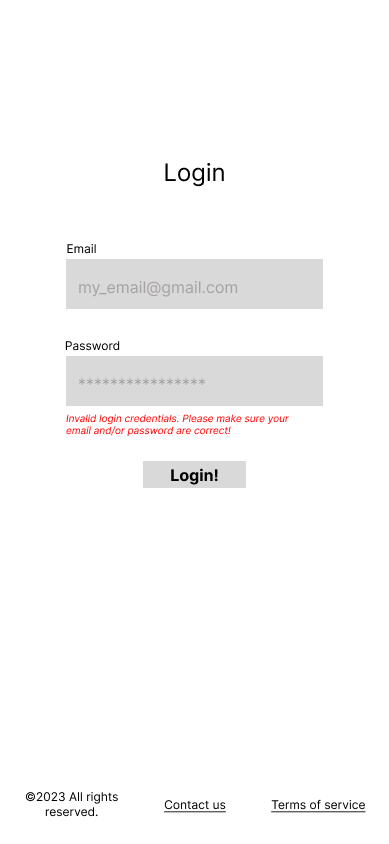 Login
Email
my_email@gmail.com
Password
****************
Invalid login credentials. Please make sure your
email and/or password are correct!
Login!
©2023 All rights
reserved.
Contact us
Terms of service